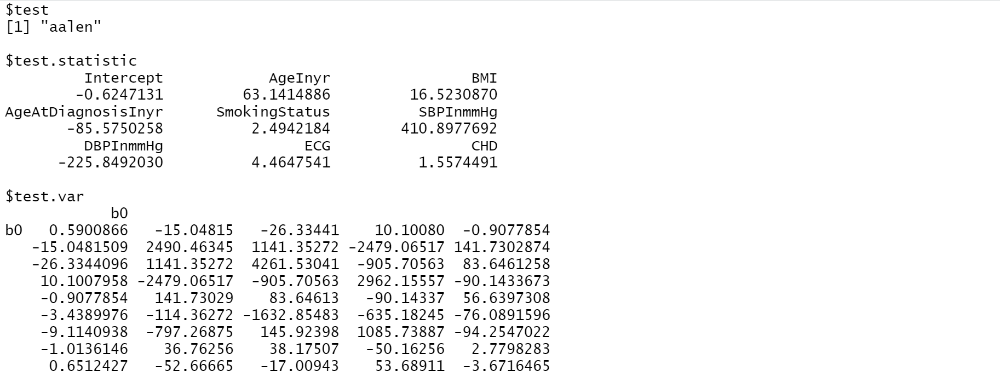 $test
[1] "aalen"
$test.statistic
Intercept AgeInyr BMI
-0.6247131 63.1414886 16.5230870
AgeAtDiagnosisInyr SmokingStatus SBPInmmHg
-85.5750258 2.4942184 410.8977692
DBPInmmHg ECG CHD
-225.8492030 4.4647541 1.5574491
$test.var
b0
b0 0.5900866 -15.04815 -26.33441 10.10080 -0.9077854
-15.0481509 2490.46345 1141.35272 -2479.06517 141.7302874
-26.3344096 1141.35272 4261.53041 -905.70563 83.6461258
10.1007958 -2479.06517 -905.70563 2962.15557 -90.1433673
-0.9077854 141.73029 83.64613 -90.14337 56.6397308
-3.4389976 -114.36272 -1632.85483 -635.18245 -76.0891596
-9.1140938 -797.26875 145.92398 1085.73887 -94.2547022
-1.0136146 36.76256 38.17507 -50.16256 2.7798283
0.6512427 -52.66665 -17.00943 53.68911 -3.6716465